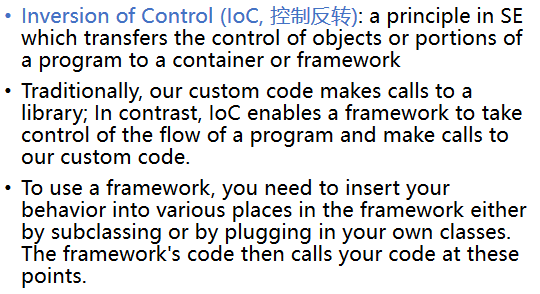 • Inversion of Control (IoC, 控制反转): a principle in SE
which transfers the control of objects or portions of
a program to a container or framework
• Traditionally, our custom code makes calls to a
library; In contrast, IoC enables a framework to take
control of the flow of a program and make calls to
our custom code.
• To use a framework, you need to insert your
behavior into various places in the framework either
by subclassing or by plugging in your own classes.
The framework's code then calls your code at these
points.